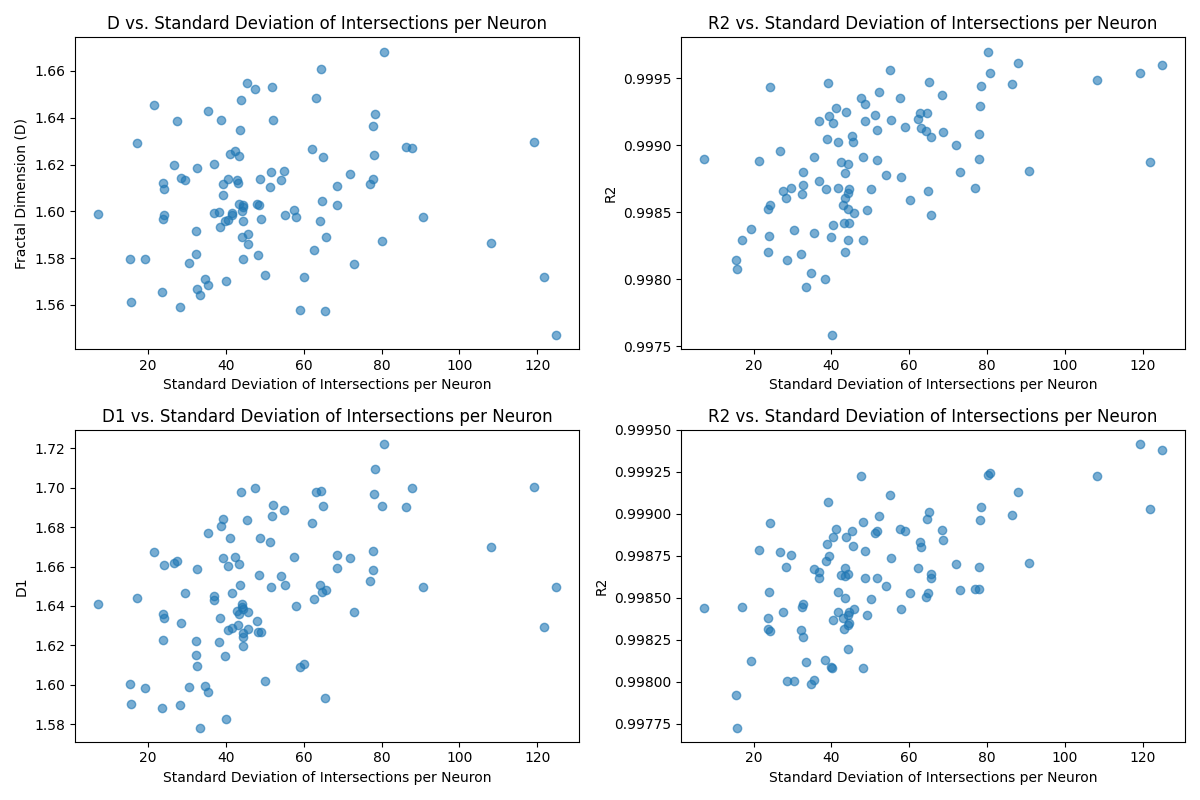 D vs. Standard Deviation of Intersections per Neuron
1.66
1.64
1.62
1.60
1.58
1.56
Fractal Dimension (D)
20 40 60 80 100 120
Standard Deviation of Intersections per Neuron
R2 vs. Standard Deviation of Intersections per Neuron
0.9995
0.9990
0.9985
0.9980
0.9975
R2
20 40 60 80 100 120
Standard Deviation of Intersections per Neuron
D1 vs. Standard Deviation of Intersections per Neuron
1.72
1.70
1.68
1.66
1.64
1.62
1.60
1.58
D1
20 40 60 80 100 120
Standard Deviation of Intersections per Neuron
R2 vs. Standard Deviation of Intersections per Neuron
0.99950
0.99925
0.99900
0.99875
0.99850
0.99825
0.99800
0.99775
R2
20 40 60 80 100 120
Standard Deviation of Intersections per Neuron